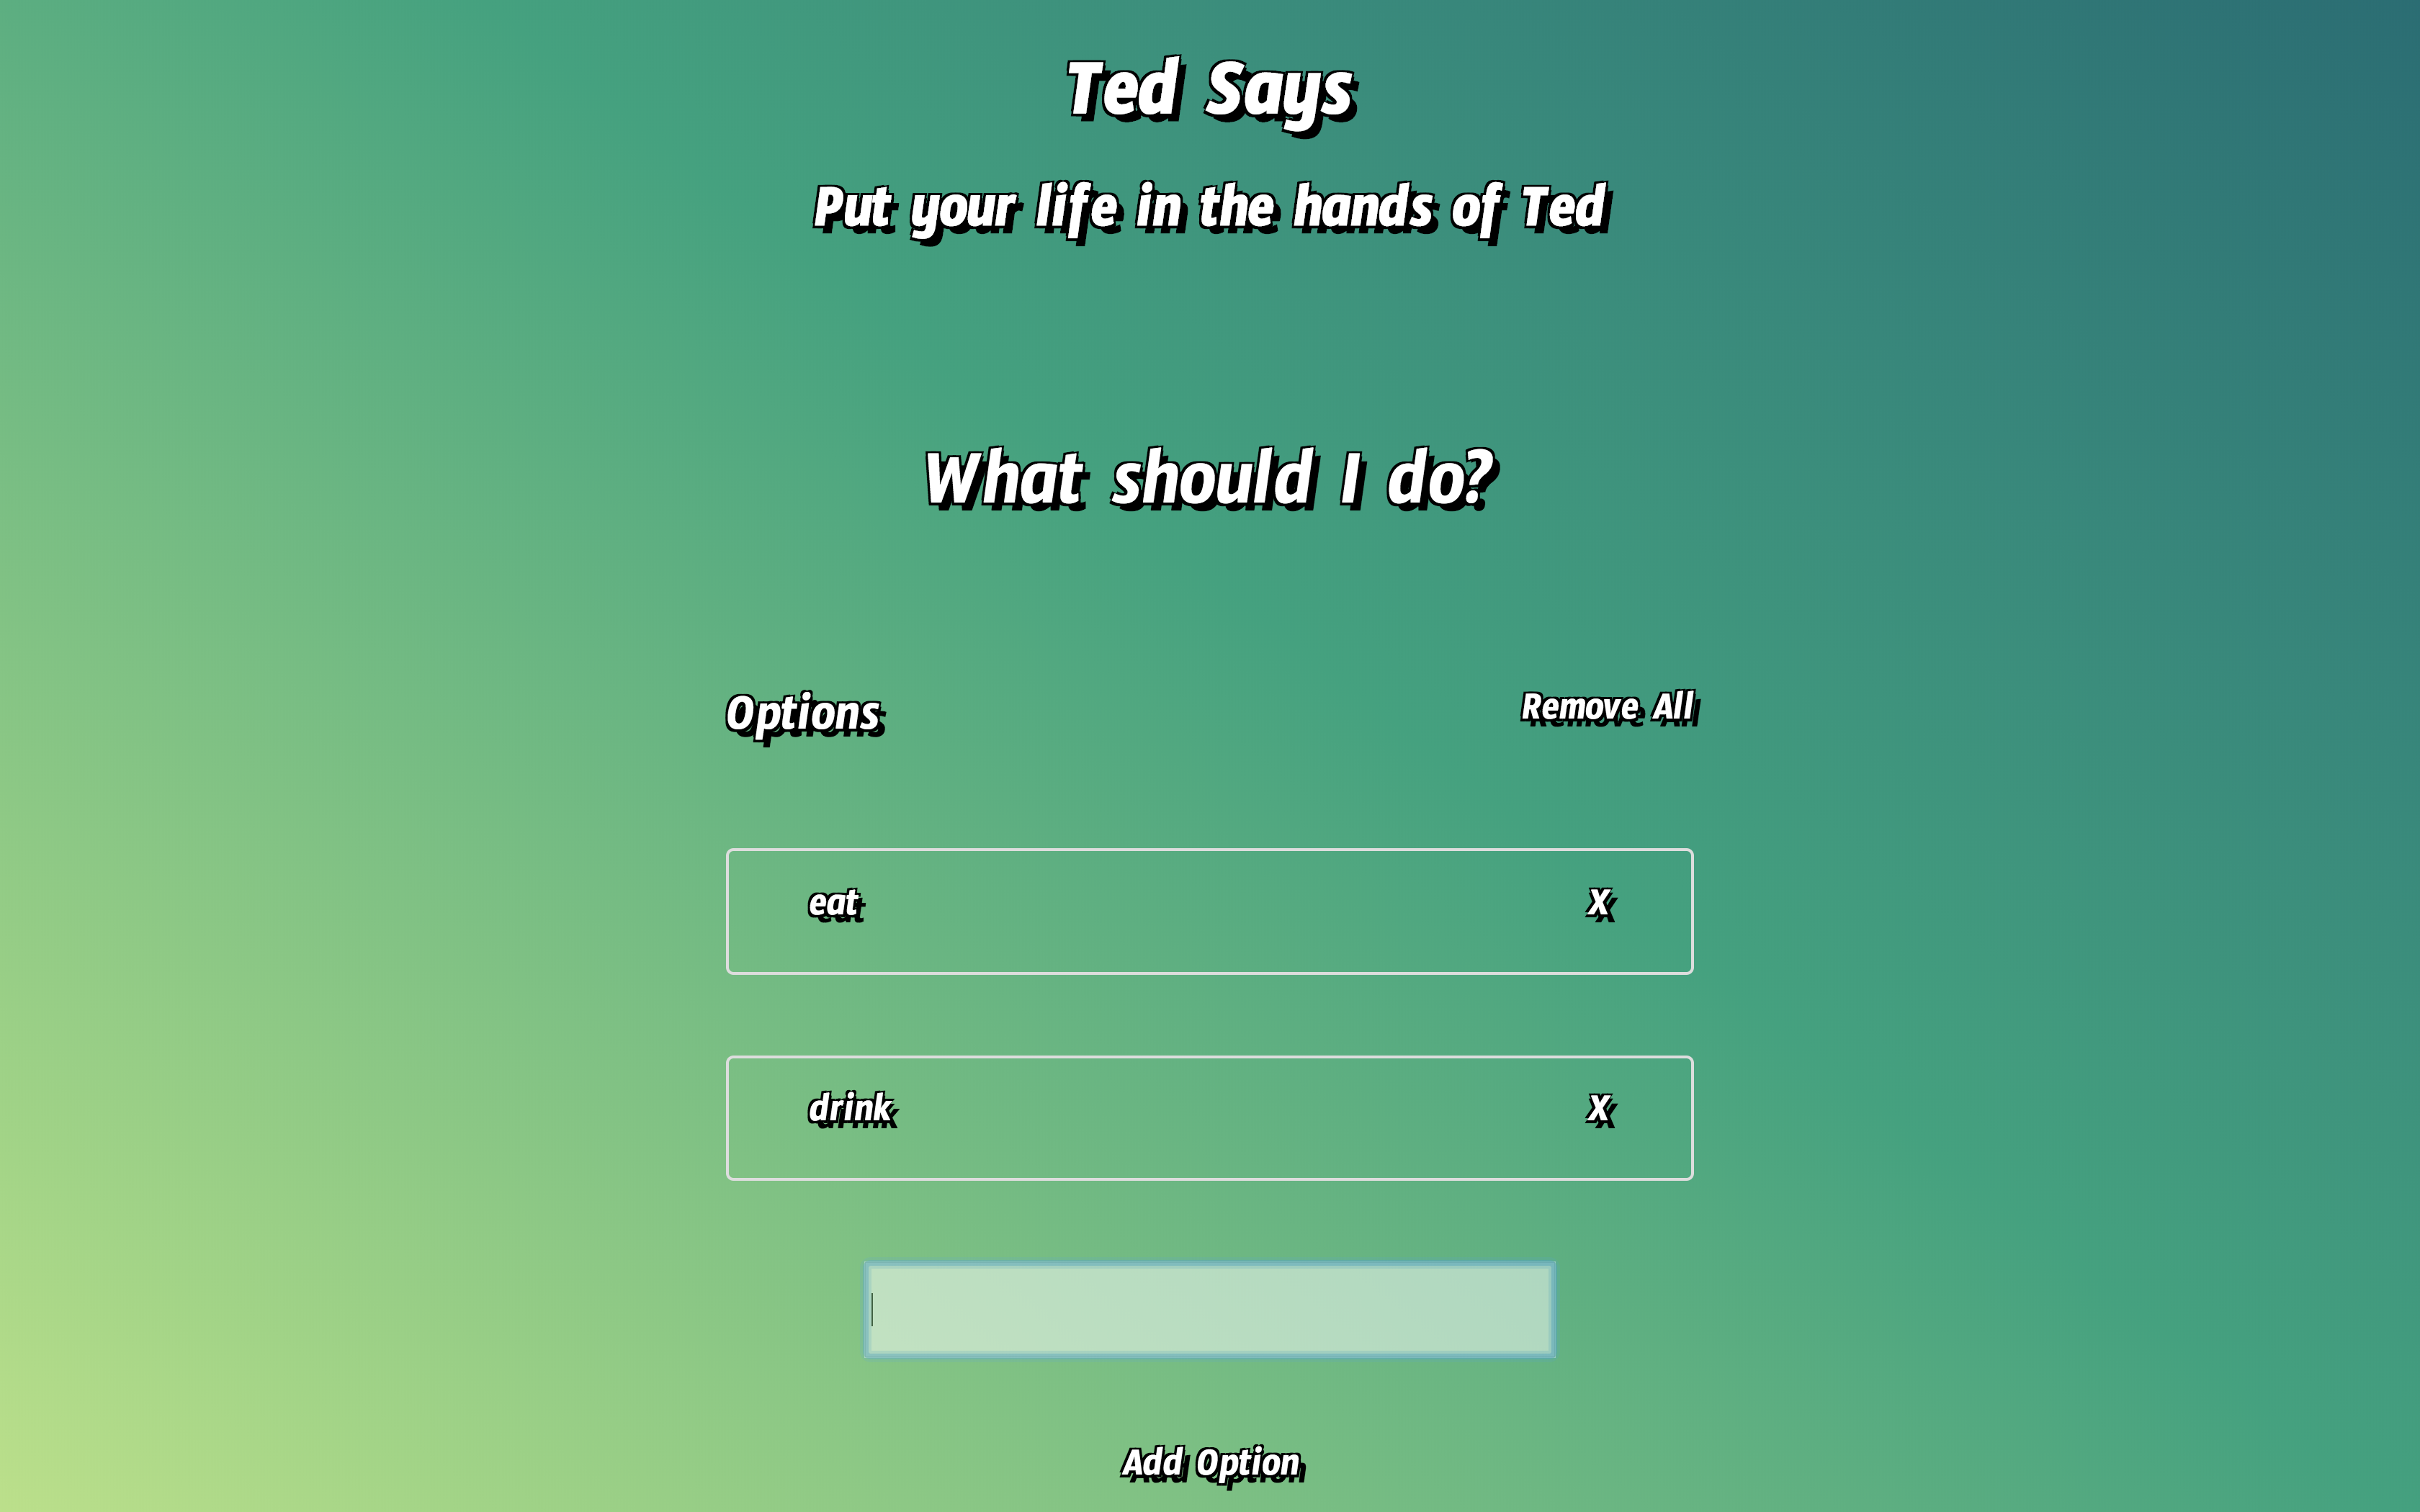 Ted Says
Put your life in the hands of Ted
What should I do?
Options
Remove All
eat
X
drink
X
Add Option